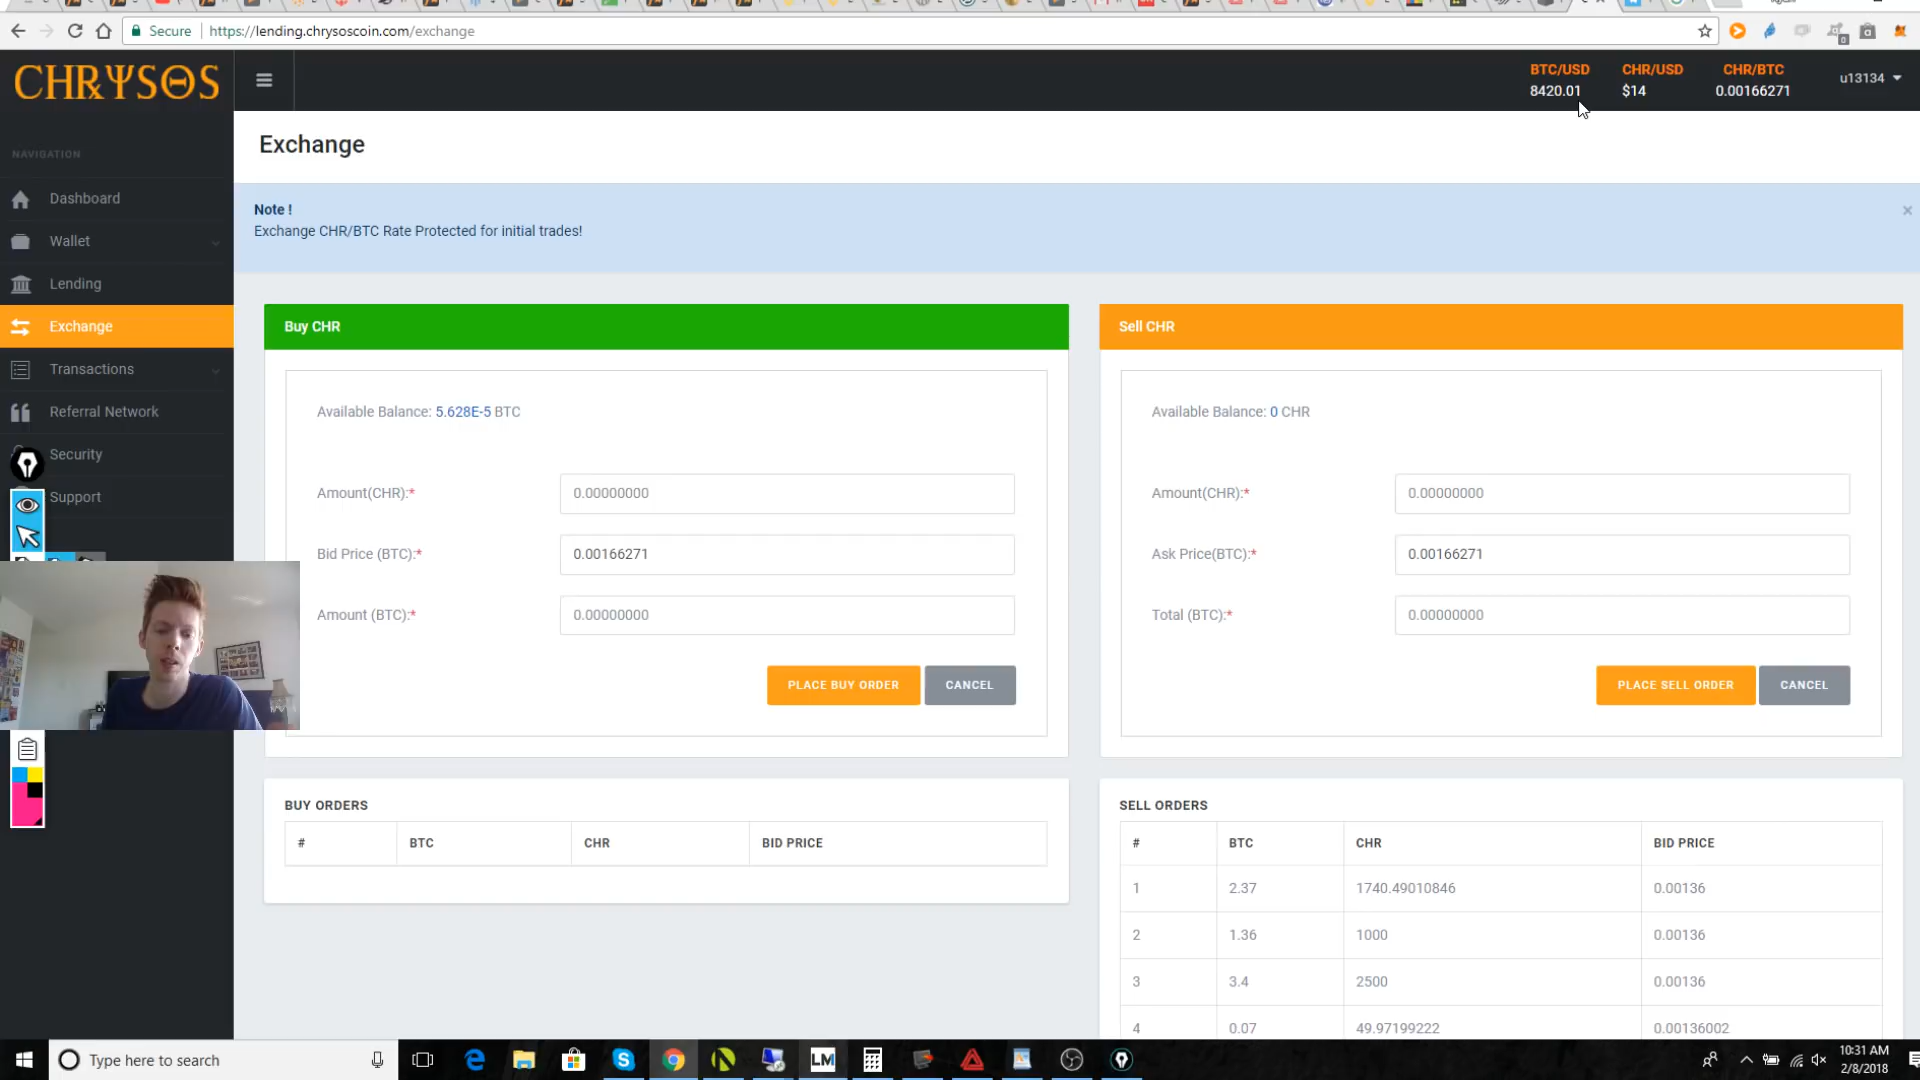 Secure
https://lending.chrysoscoin.com/exchange
CHRYSOS
BTC/USD CHR/USD CHR/BTC
8420.01 $14 0.00166271
u13134
NAVIGATION
Dashboard
Wallet
Lending
Exchange
Transactions
Referral Network
Security
Support
Exchange
Note !
Exchange CHR/BTC Rate Protected for initial trades!
×
Buy CHR
Available Balance: 5.628E-5 BTC
Amount(CHR):* 0.00000000
Bid Price (BTC):* 0.00166271
Amount (BTC):* 0.00000000
PLACE BUY ORDER CANCEL
Sell CHR
Available Balance: 0 CHR
Amount(CHR):* 0.00000000
Ask Price(BTC):* 0.00166271
Total (BTC):* 0.00000000
PLACE SELL ORDER CANCEL
BUY ORDERS
# BTC CHR BID PRICE
SELL ORDERS
# BTC CHR BID PRICE
1 2.37 1740.49010846 0.00136
2 1.36 1000 0.00136
3 3.4 2500 0.00136
4 0.07 49.97199222 0.00136002
Type here to search
LM
10:31 AM
2/8/2018